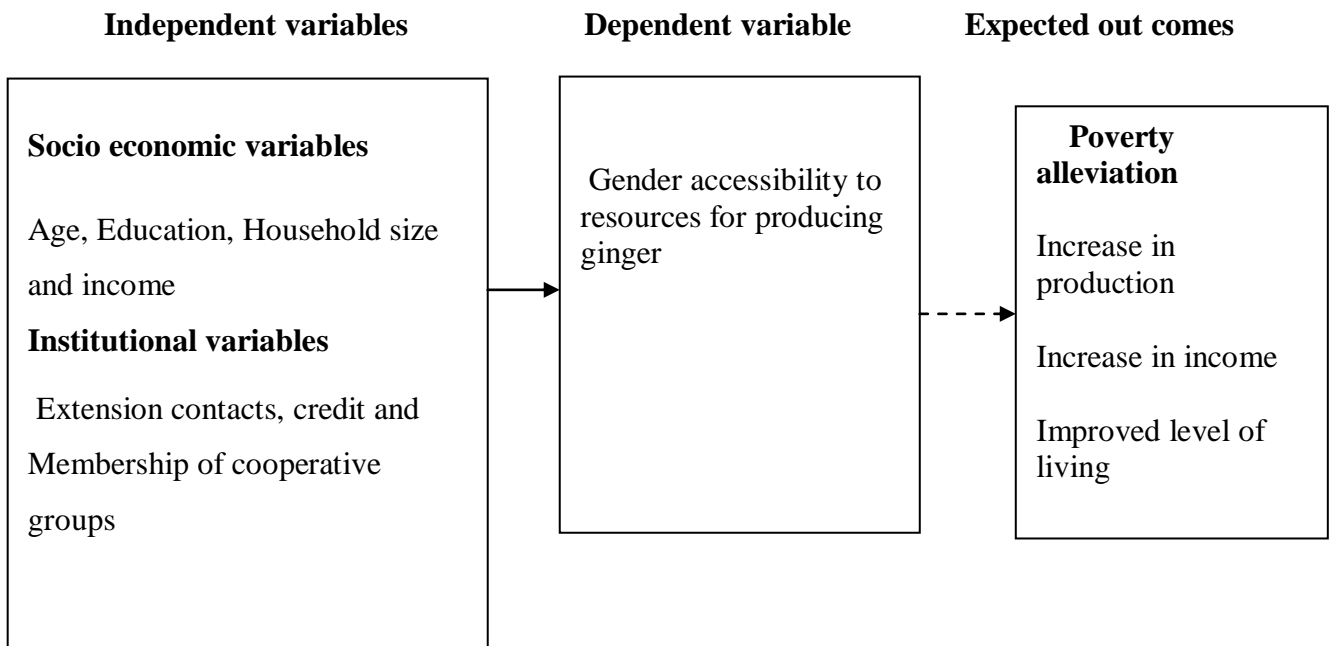 Independent variables
Dependent variable
Expected out comes
Socio economic variables
Age, Education, Household size
and income
Institutional variables
Extension contacts, credit and
Membership of cooperative
groups
Gender accessibility to
resources for producing
ginger
Poverty
alleviation
Increase in
production
Increase in income
Improved level of
living